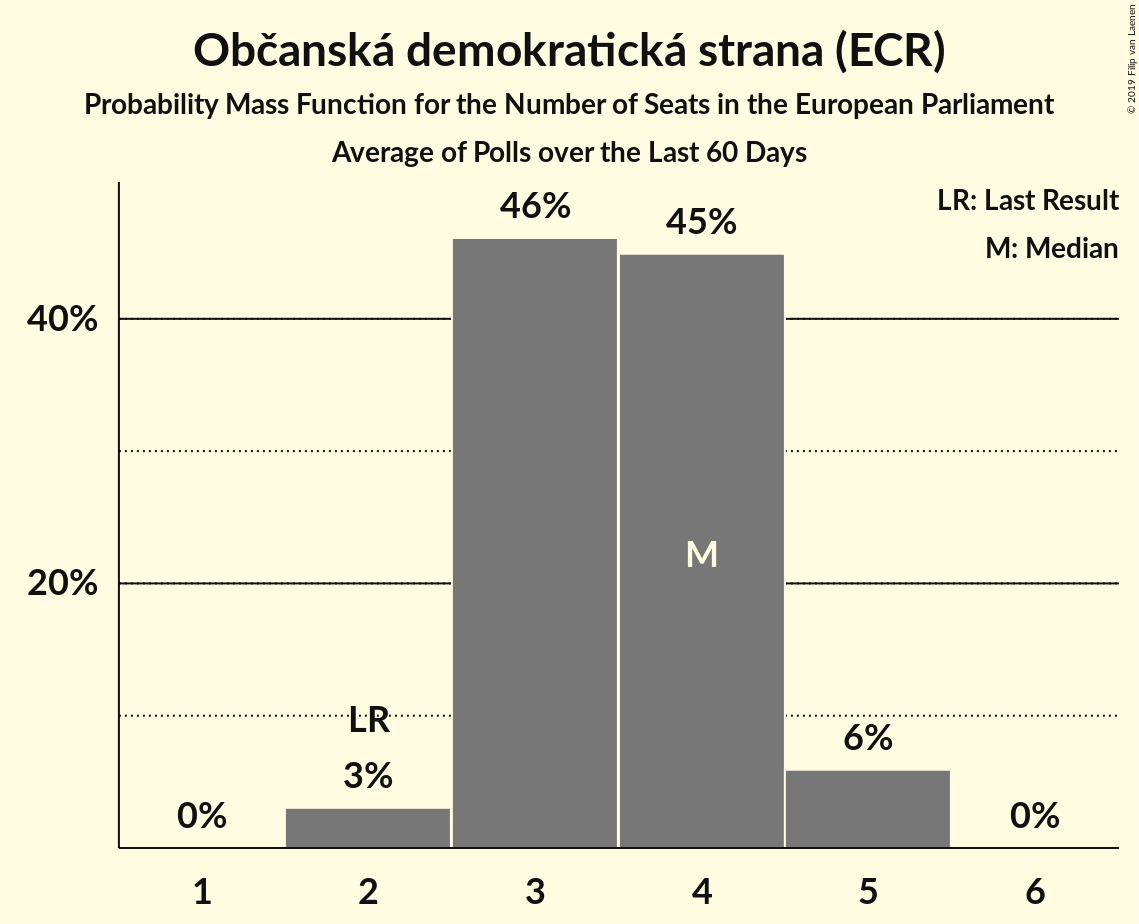 Občanská demokratická strana (ECR)
Probability Mass Function for the Number of Seats in the European Parliament
Average of Polls over the Last 60 Days
© 2019 Filip van Laenen
LR: Last Result
M: Median
46%
45%
40%
20%
M
LR
3%
6%
0%
0%
1 2 3 4 5 6